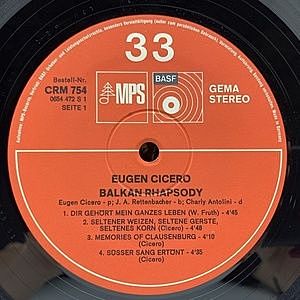 33
Bestell-Nr.
CRM 754
0654 472 S 1
SEITE 1
MPS
BASF
GEMA
STEREO
EUGEN CICERO
BALKAN RHAPSODY
Eugen Cicero - p; J. A. Rettenbacher - b; Charly Antolini - d
1. DIR GEHÖRT MEIN GANZES LEBEN (W. Fruth) - 4'45
2. SELTENER WEIZEN, SELTENE GERSTE,
SELTENES KORN (Cicero) - 4'48
3. MEMORIES OF CLAUSENBURG - 4'10
(Cicero)
4. SÜSSER SANG ERTÖNT - 4'35
(Cicero)